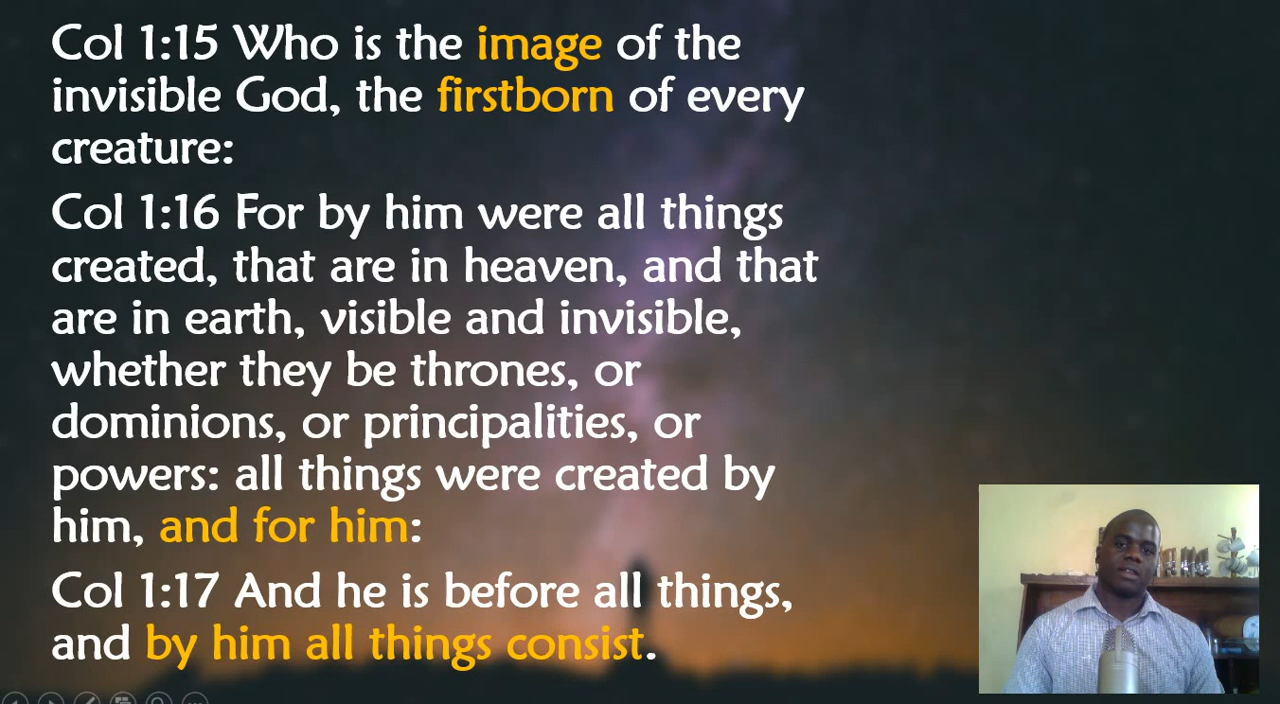 Col 1:15 Who is the image of the
invisible God, the firstborn of every
creature:
Col 1:16 For by him were all things
created, that are in heaven, and that
are in earth, visible and invisible,
whether they be thrones, or
dominions, or principalities, or
powers: all things were created by
him, and for him:
Col 1:17 And he is before all things,
and by him all things consist.